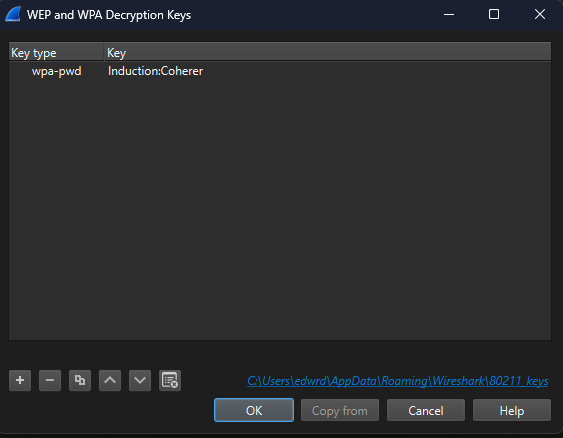 WEP and WPA Decryption Keys
Key type Key
wpa-pwd Induction:Coherer
C:\Users\edwrd\AppData\Roaming\Wireshark\80211_keys
OK Copy from Cancel Help